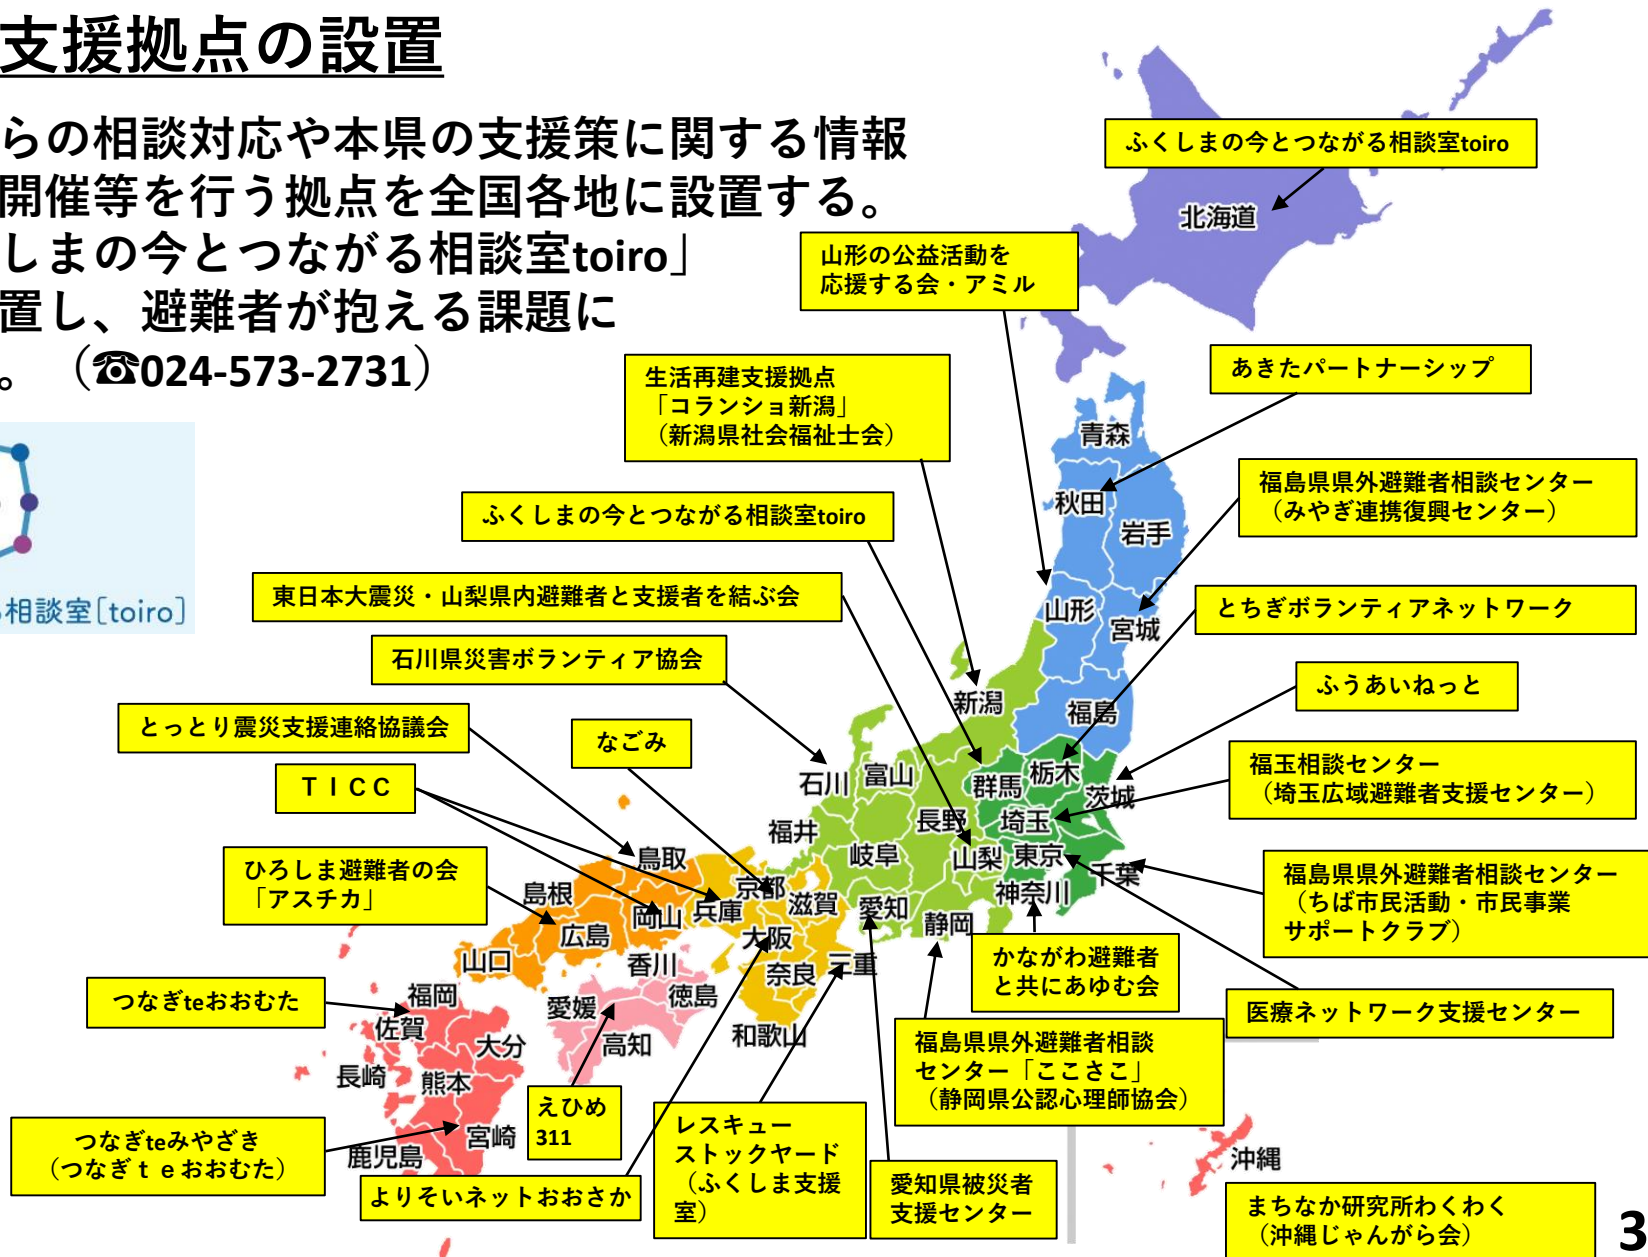 支援拠点の設置
らの相談対応や本県の支援策に関する情報
開催等を行う拠点を全国各地に設置する。
しまの今とつながる相談室toiro」
置し、避難者が抱える課題に
。（☎024-573-2731）
相談室[toiro]
ふくしまの今とつながる相談室toiro
北海道
山形の公益活動を
応援する会・アミル
あきたパートナーシップ
生活再建支援拠点
「コランショ新潟」
（新潟県社会福祉士会）
青森
秋田
岩手
福島県県外避難者相談センター
（みやぎ連携復興センター）
ふくしまの今とつながる相談室toiro
東日本大震災・山梨県内避難者と支援者を結ぶ会
山形
宮城
とちぎボランティアネットワーク
石川県災害ボランティア協会
ふうあいねっと
新潟
福島
とっとり震災支援連絡協議会
なごみ
福玉相談センター
（埼玉広域避難者支援センター）
ＴＩＣＣ
石川
富山
群馬
栃木
茨城
長野
埼玉
福井
岐阜
山梨
東京
千葉
神奈川
ひろしま避難者の会
「アスチカ」
鳥取
島根
岡山
兵庫
京都
滋賀
愛知
静岡
福島県県外避難者相談センター
（ちば市民活動・市民事業
サポートクラブ）
広島
大阪
山口
香川
奈良
三重
かながわ避難者
と共にあゆむ会
つなぎteおおむた
福岡
佐賀
愛媛
徳島
高知
和歌山
大分
医療ネットワーク支援センター
福島県県外避難者相談
センター「ここさこ」
（静岡県公認心理師協会）
長崎
熊本
えひめ
311
レスキュー
ストックヤード
（ふくしま支援
室）
つなぎteみやざき
（つなぎｔｅおおむた）
宮崎
鹿児島
よりそいネットおおさか
愛知県被災者
支援センター
沖縄
まちなか研究所わくわく
（沖縄じゃんがら会）
3